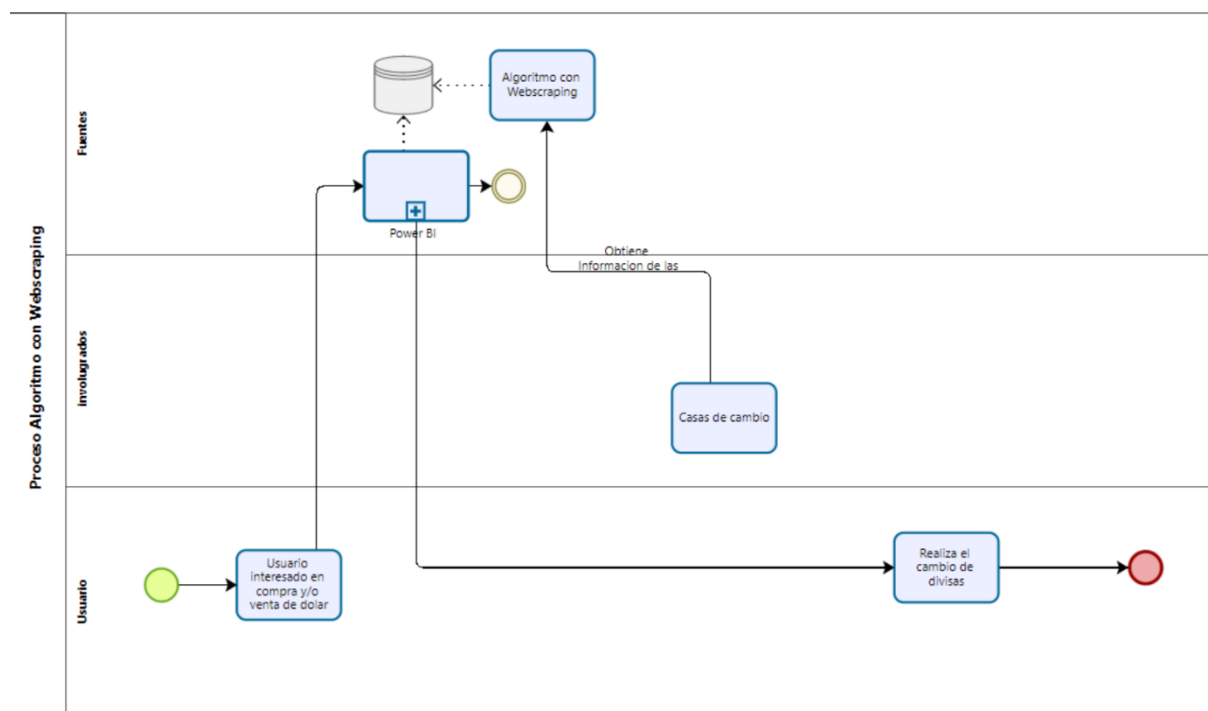 Proceso Algoritmo con Webscraping
Fuentes
Algoritmo con
Webscraping
Power BI
Obtiene
Informacion de las
involugrados
Casas de cambio
Usuario
Usuario
interesado en
compra y/o
venta de dolar
Realiza el
cambio de
divisas